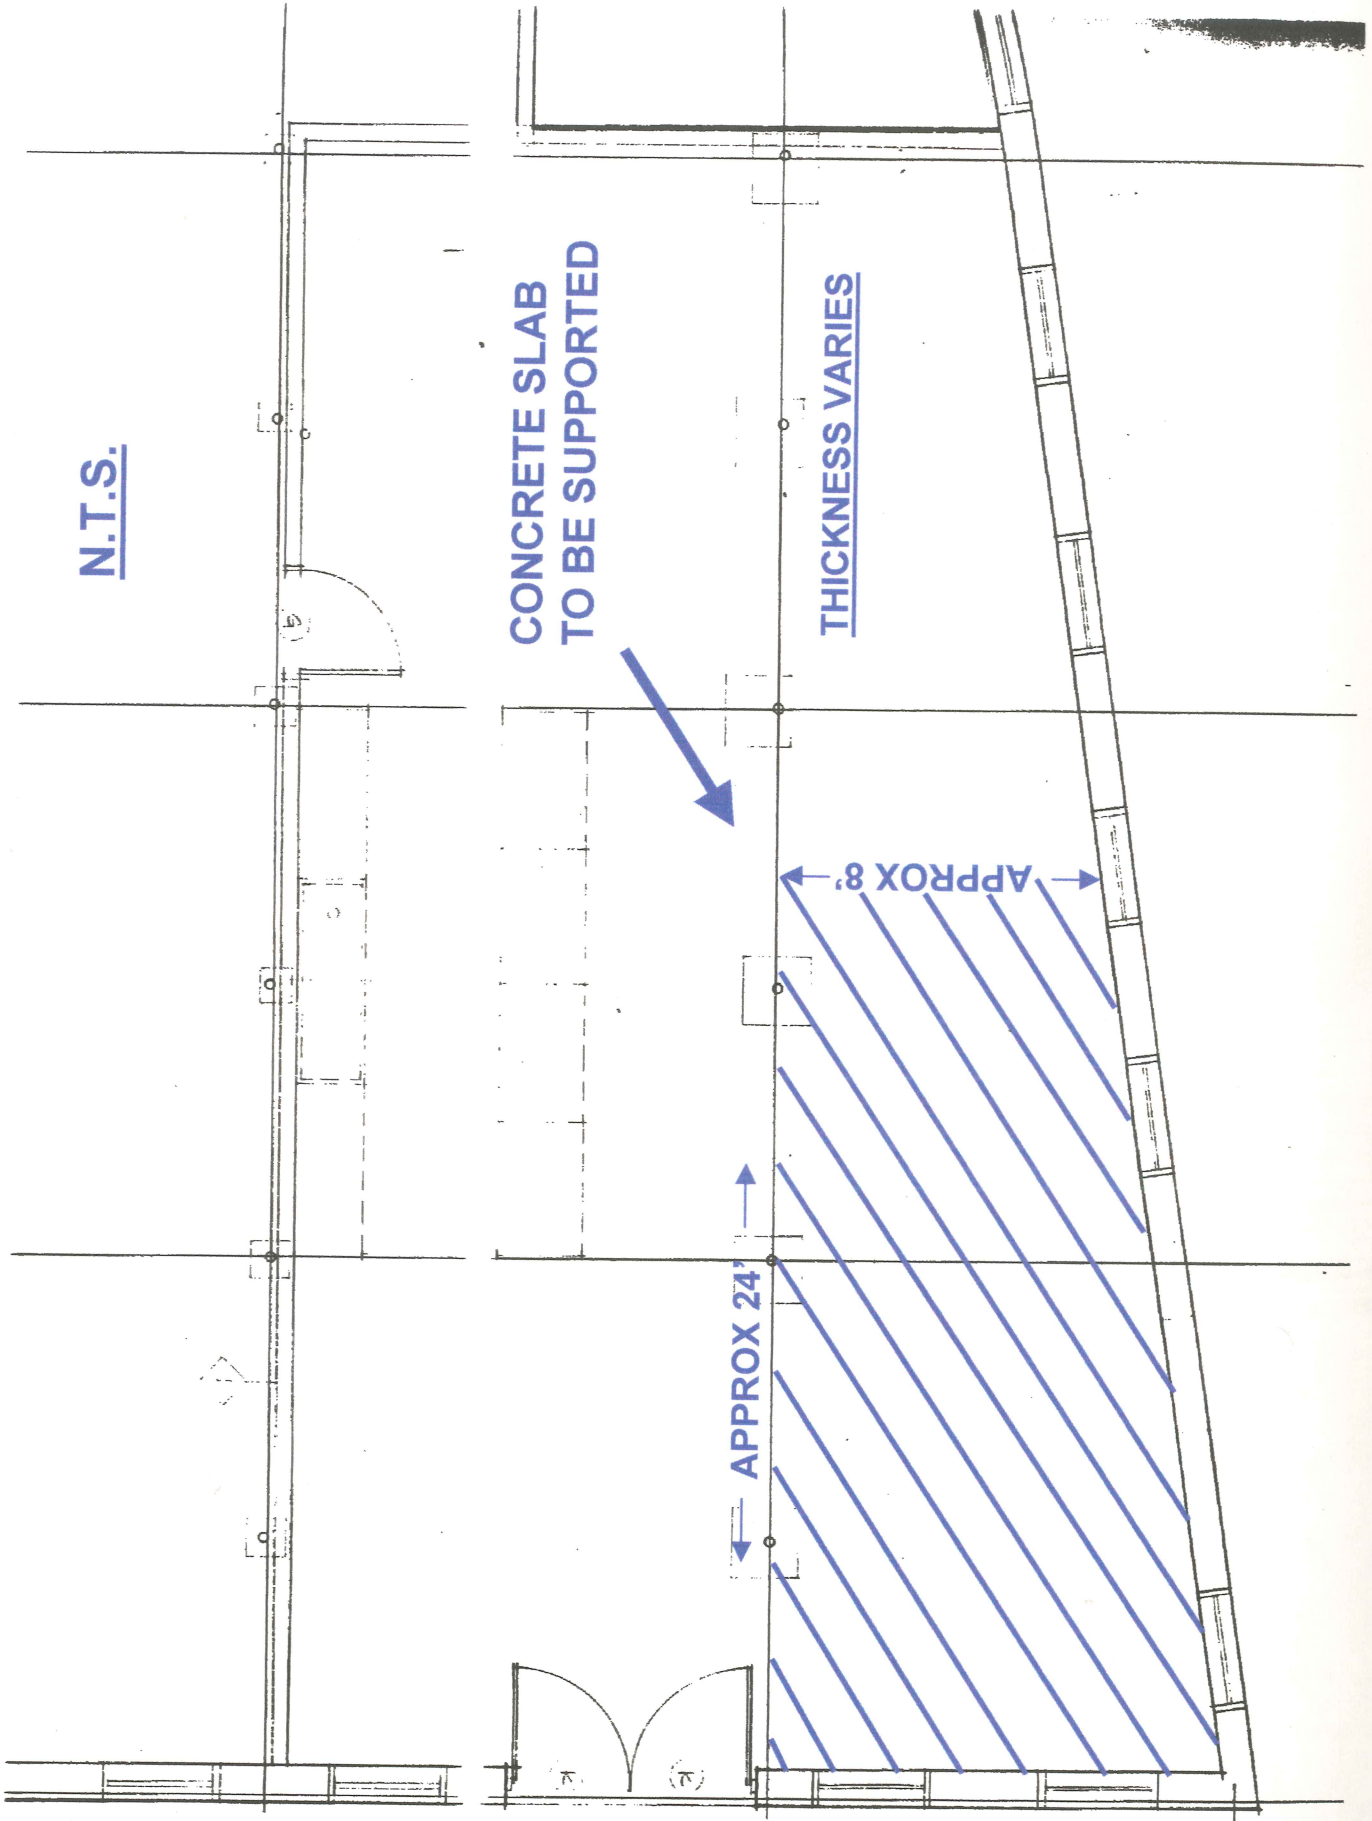 N.T.S.
CONCRETE SLAB
TO BE SUPPORTED
THICKNESS VARIES
APPROX 8'
APPROX 24'
G
K
K